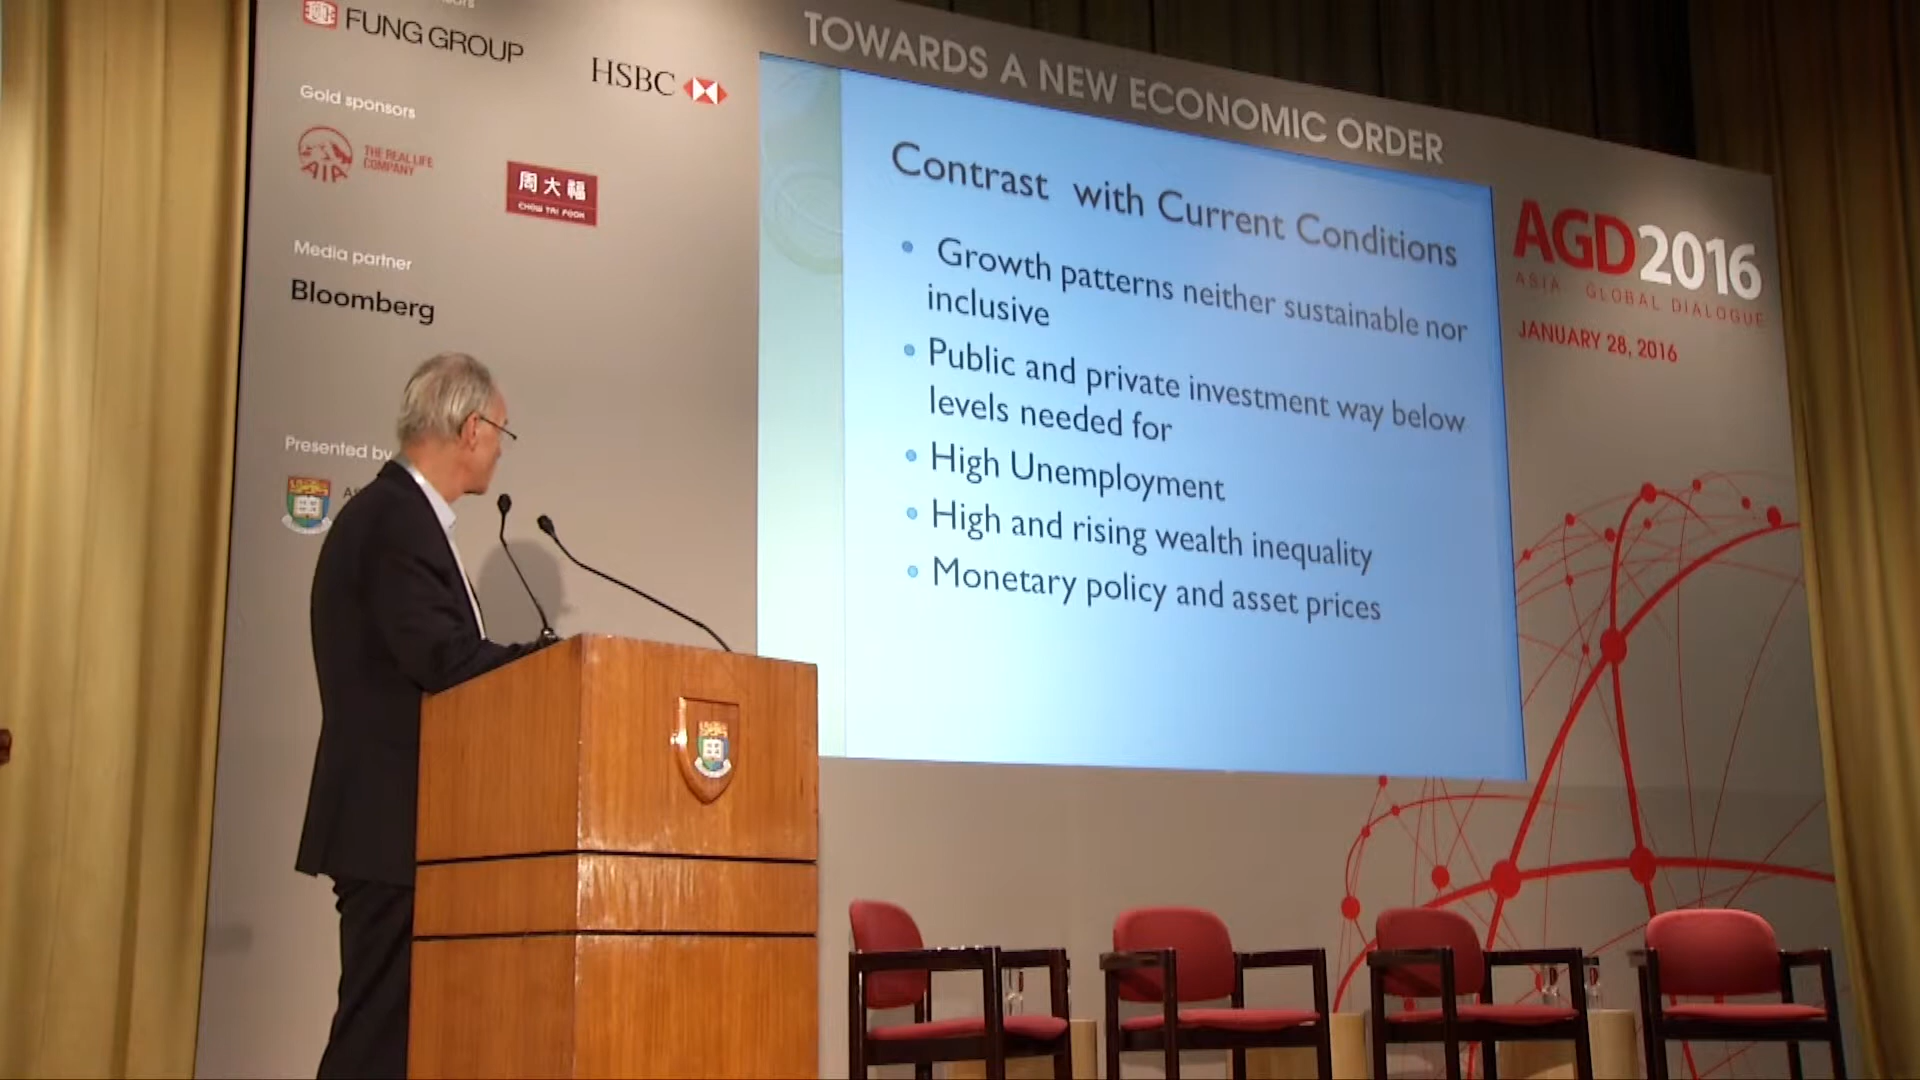 FUNG GROUP
HSBC
Gold sponsors
AIA
THE REAL LIFE
COMPANY
周大福
CHOW TAI FOOK
Media partner
Bloomberg
Presented by
TOWARDS A NEW ECONOMIC ORDER
Contrast with Current Conditions
• Growth patterns neither sustainable nor
inclusive
• Public and private investment way below
levels needed for
• High Unemployment
• High and rising wealth inequality
• Monetary policy and asset prices
AGD2016
ASIA GLOBAL DIALOGUE
JANUARY 28, 2016